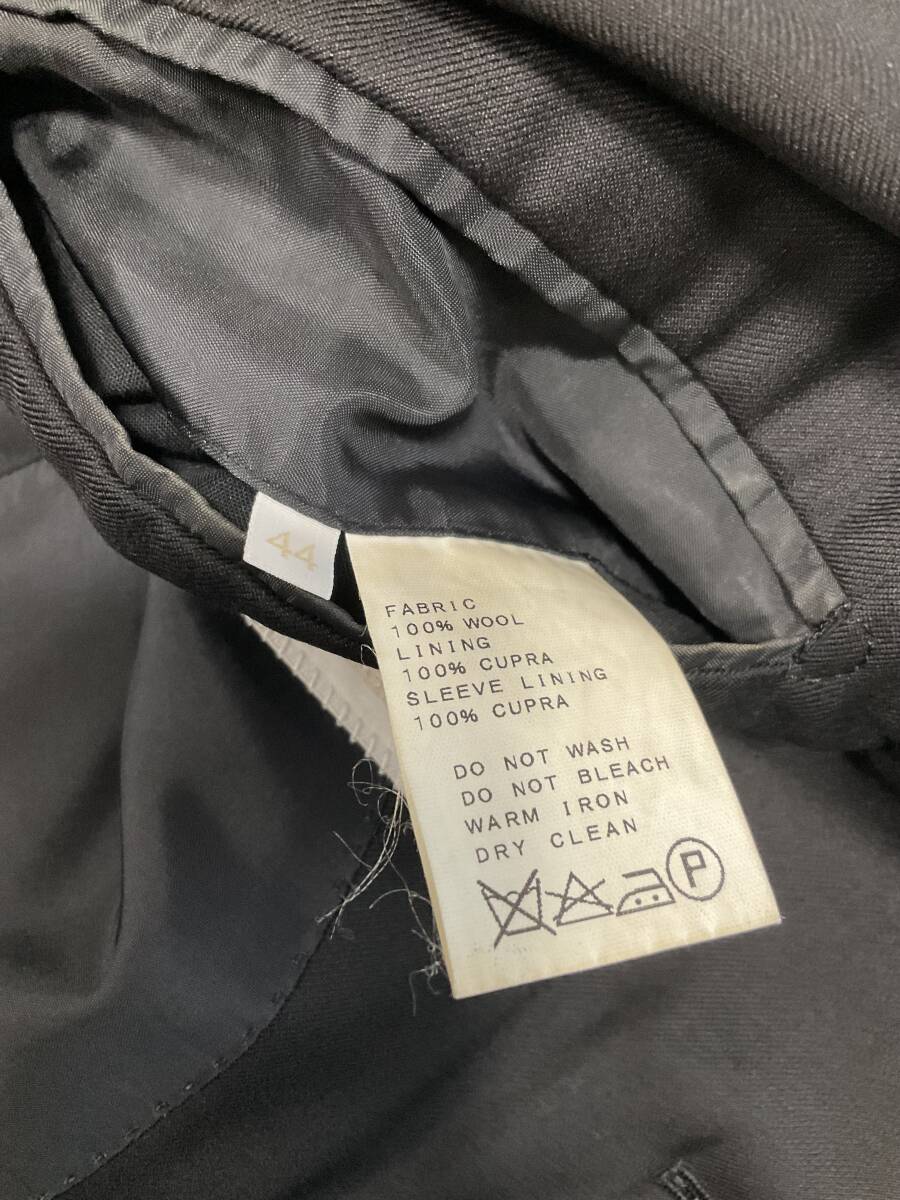 44
FABRIC
100% WOOL
LINING
100% CUPRA
SLEEVE LINING
100% CUPRA
DO NOT WASH
DO NOT BLEACH
WARM IRON
DRY CLEAN
P